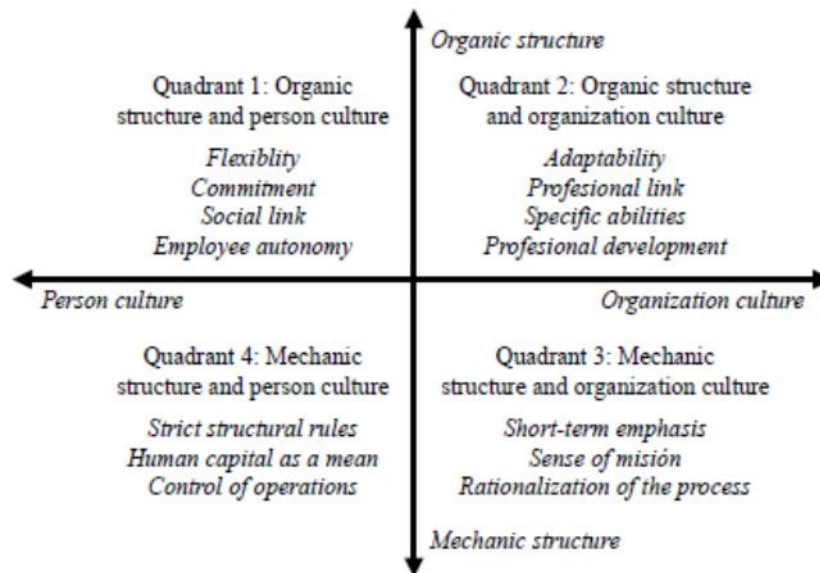 Organic structure
Quadrant 1: Organic
structure and person culture
Flexiblity
Commitment
Social link
Employee autonomy
Quadrant 2: Organic structure
and organization culture
Adaptability
Profesional link
Specific abilities
Profesional development
Person culture
Organization culture
Quadrant 4: Mechanic
structure and person culture
Strict structural rules
Human capital as a mean
Control of operations
Quadrant 3: Mechanic
structure and organization culture
Short-term emphasis
Sense of misión
Rationalization of the process
Mechanic structure